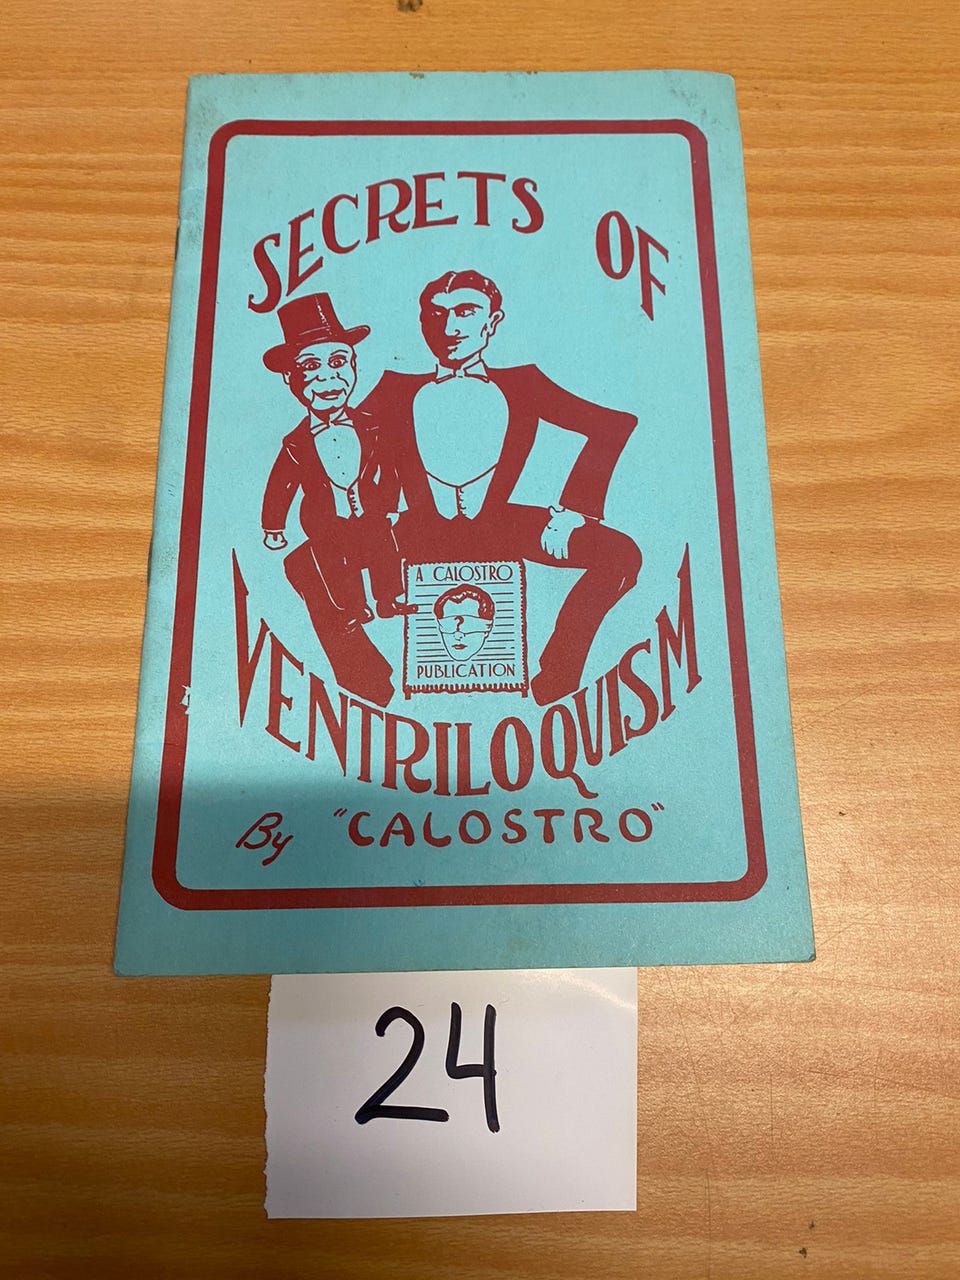 SECRETS OF
A CALOSTRO
?
PUBLICATION
VENTRILOQUISM
By "CALOSTRO"
24